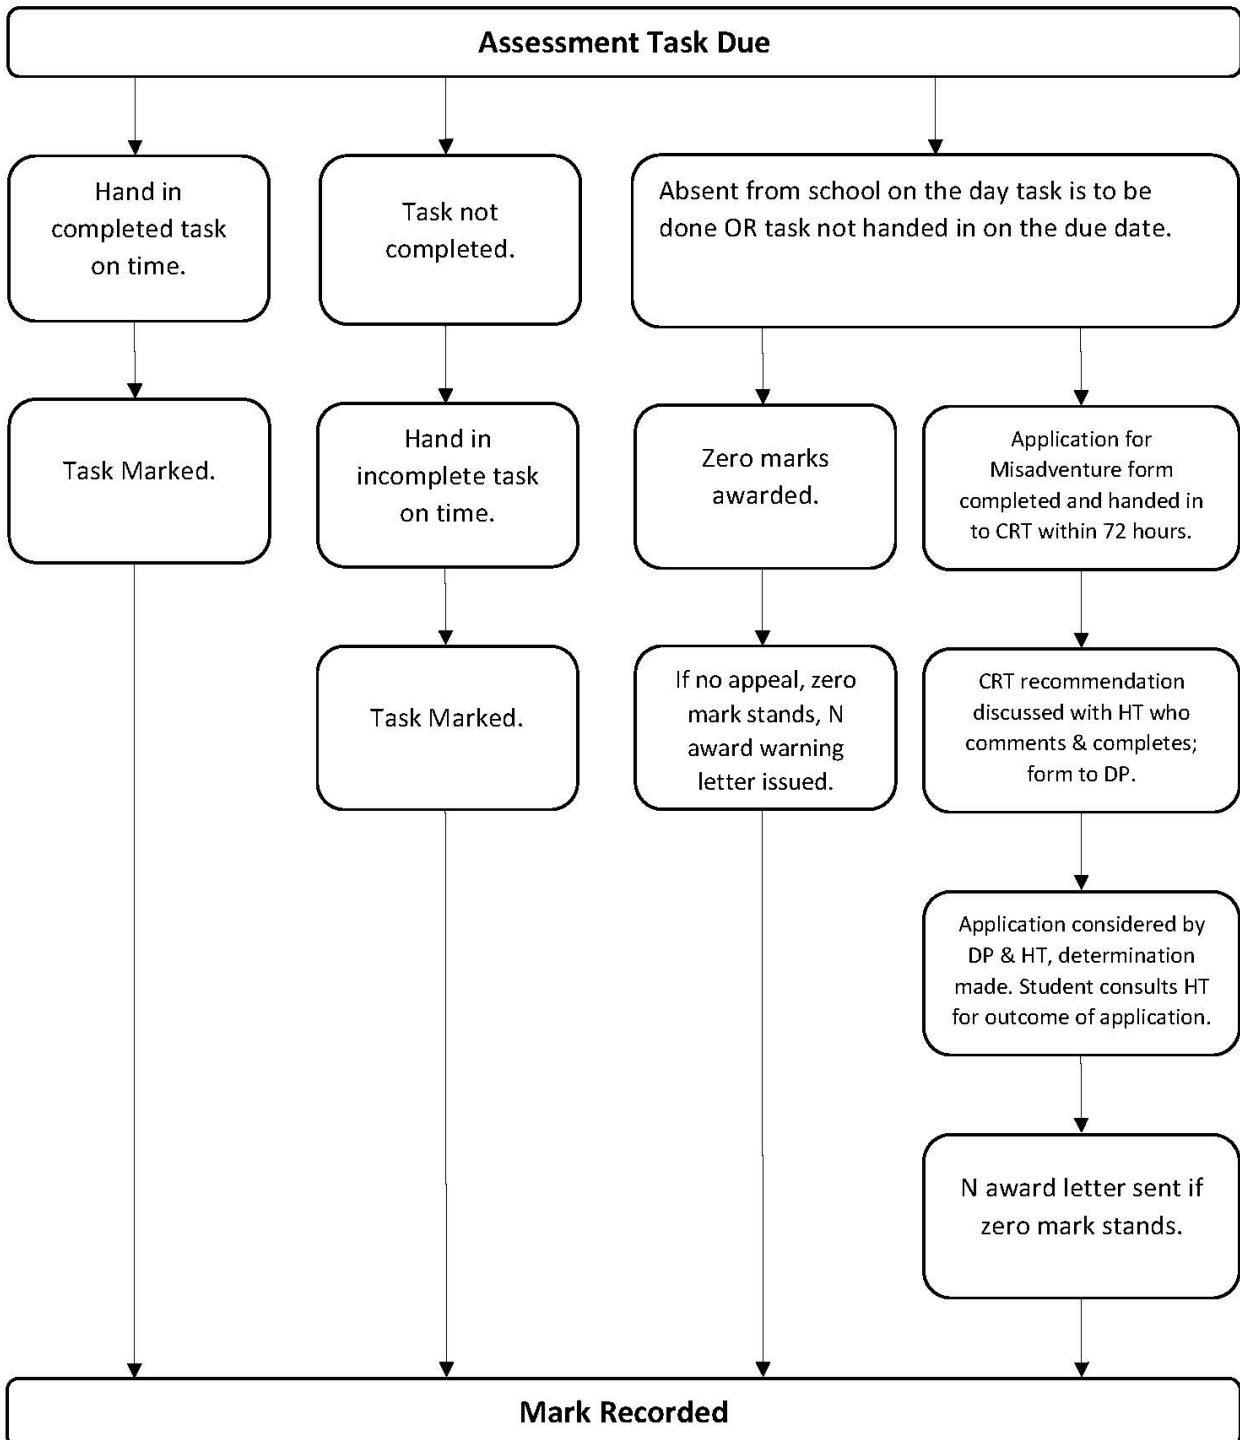 Assessment Task Due
Hand in
completed task
on time.
Task not
completed.
Absent from school on the day task is to be
done OR task not handed in on the due date.
Task Marked.
Hand in
incomplete task
on time.
Zero marks
awarded.
Application for
Misadventure form
completed and handed in
to CRT within 72 hours.
Task Marked.
If no appeal, zero
mark stands, N
award warning
letter issued.
CRT recommendation
discussed with HT who
comments & completes;
form to DP.
Application considered by
DP & HT, determination
made. Student consults HT
for outcome of application.
N award letter sent if
zero mark stands.
Mark Recorded